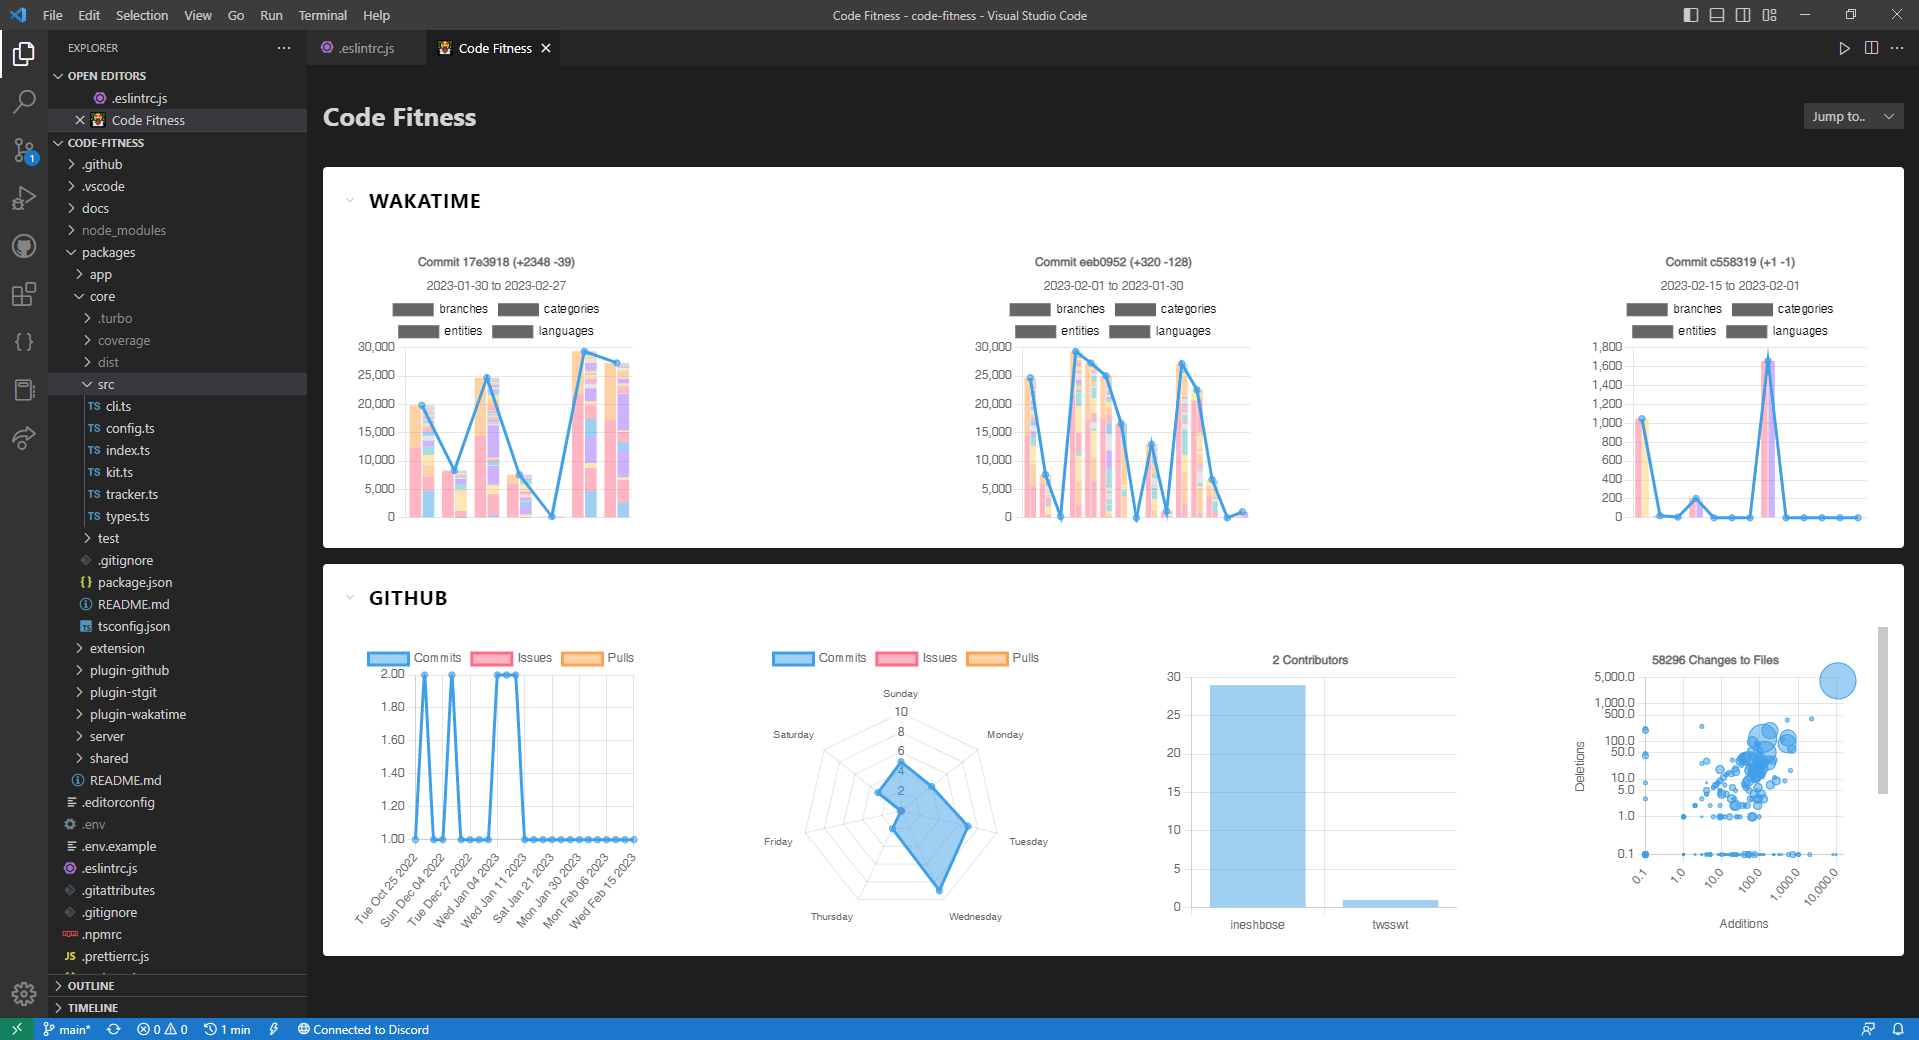 File Edit Selection View Go Run Terminal Help
Code Fitness - code-fitness - Visual Studio Code
EXPLORER
OPEN EDITORS
.eslintrc.js
Code Fitness
CODE-FITNESS
.github
.vscode
docs
node_modules
packages
app
core
.turbo
coverage
dist
src
TS cli.ts
TS config.ts
TS index.ts
TS kit.ts
TS tracker.ts
TS types.ts
test
.gitignore
{} package.json
README.md
TS tsconfig.json
extension
plugin-github
plugin-stgit
plugin-wakatime
server
shared
README.md
.editorconfig
.env
.env.example
.eslintrc.js
.gitattributes
.gitignore
.npmrc
JS .prettierrc.js
OUTLINE
TIMELINE
.eslintrc.js
Code Fitness
Code Fitness
Jump to..
WAKATIME
Commit 17e3918 (+2348 -39)
2023-01-30 to 2023-02-27
branches categories
entities languages
30,000
25,000
20,000
15,000
10,000
5,000
0
Commit eeb0952 (+320 -128)
2023-02-01 to 2023-01-30
branches categories
entities languages
30,000
25,000
20,000
15,000
10,000
5,000
0
Commit c558319 (+1 -1)
2023-02-15 to 2023-02-01
branches categories
entities languages
1,800
1,600
1,400
1,200
1,000
800
600
400
200
0
GITHUB
Commits Issues Pulls
2.00
1.80
1.60
1.40
1.20
1.00
Tue Oct 25 2022
Sun Dec 04 2022
Tue Dec 27 2022
Wed Jan 04 2023
Wed Jan 11 2023
Sat Jan 21 2023
Mon Jan 30 2023
Mon Feb 06 2023
Wed Feb 15 2023
Commits Issues Pulls
Sunday
Monday
Tuesday
Wednesday
Thursday
Friday
Saturday
10
8
6
4
2
2 Contributors
30
25
20
15
10
5
0
ineshbose
twsswt
58296 Changes to Files
5,000.0
1,000.0
500.0
100.0
50.0
10.0
5.0
1.0
0.1
Deletions
0.1
1.0
10.0
100.0
1,000.0
10,000.0
Additions
1
main* 0 0 1 min Connected to Discord